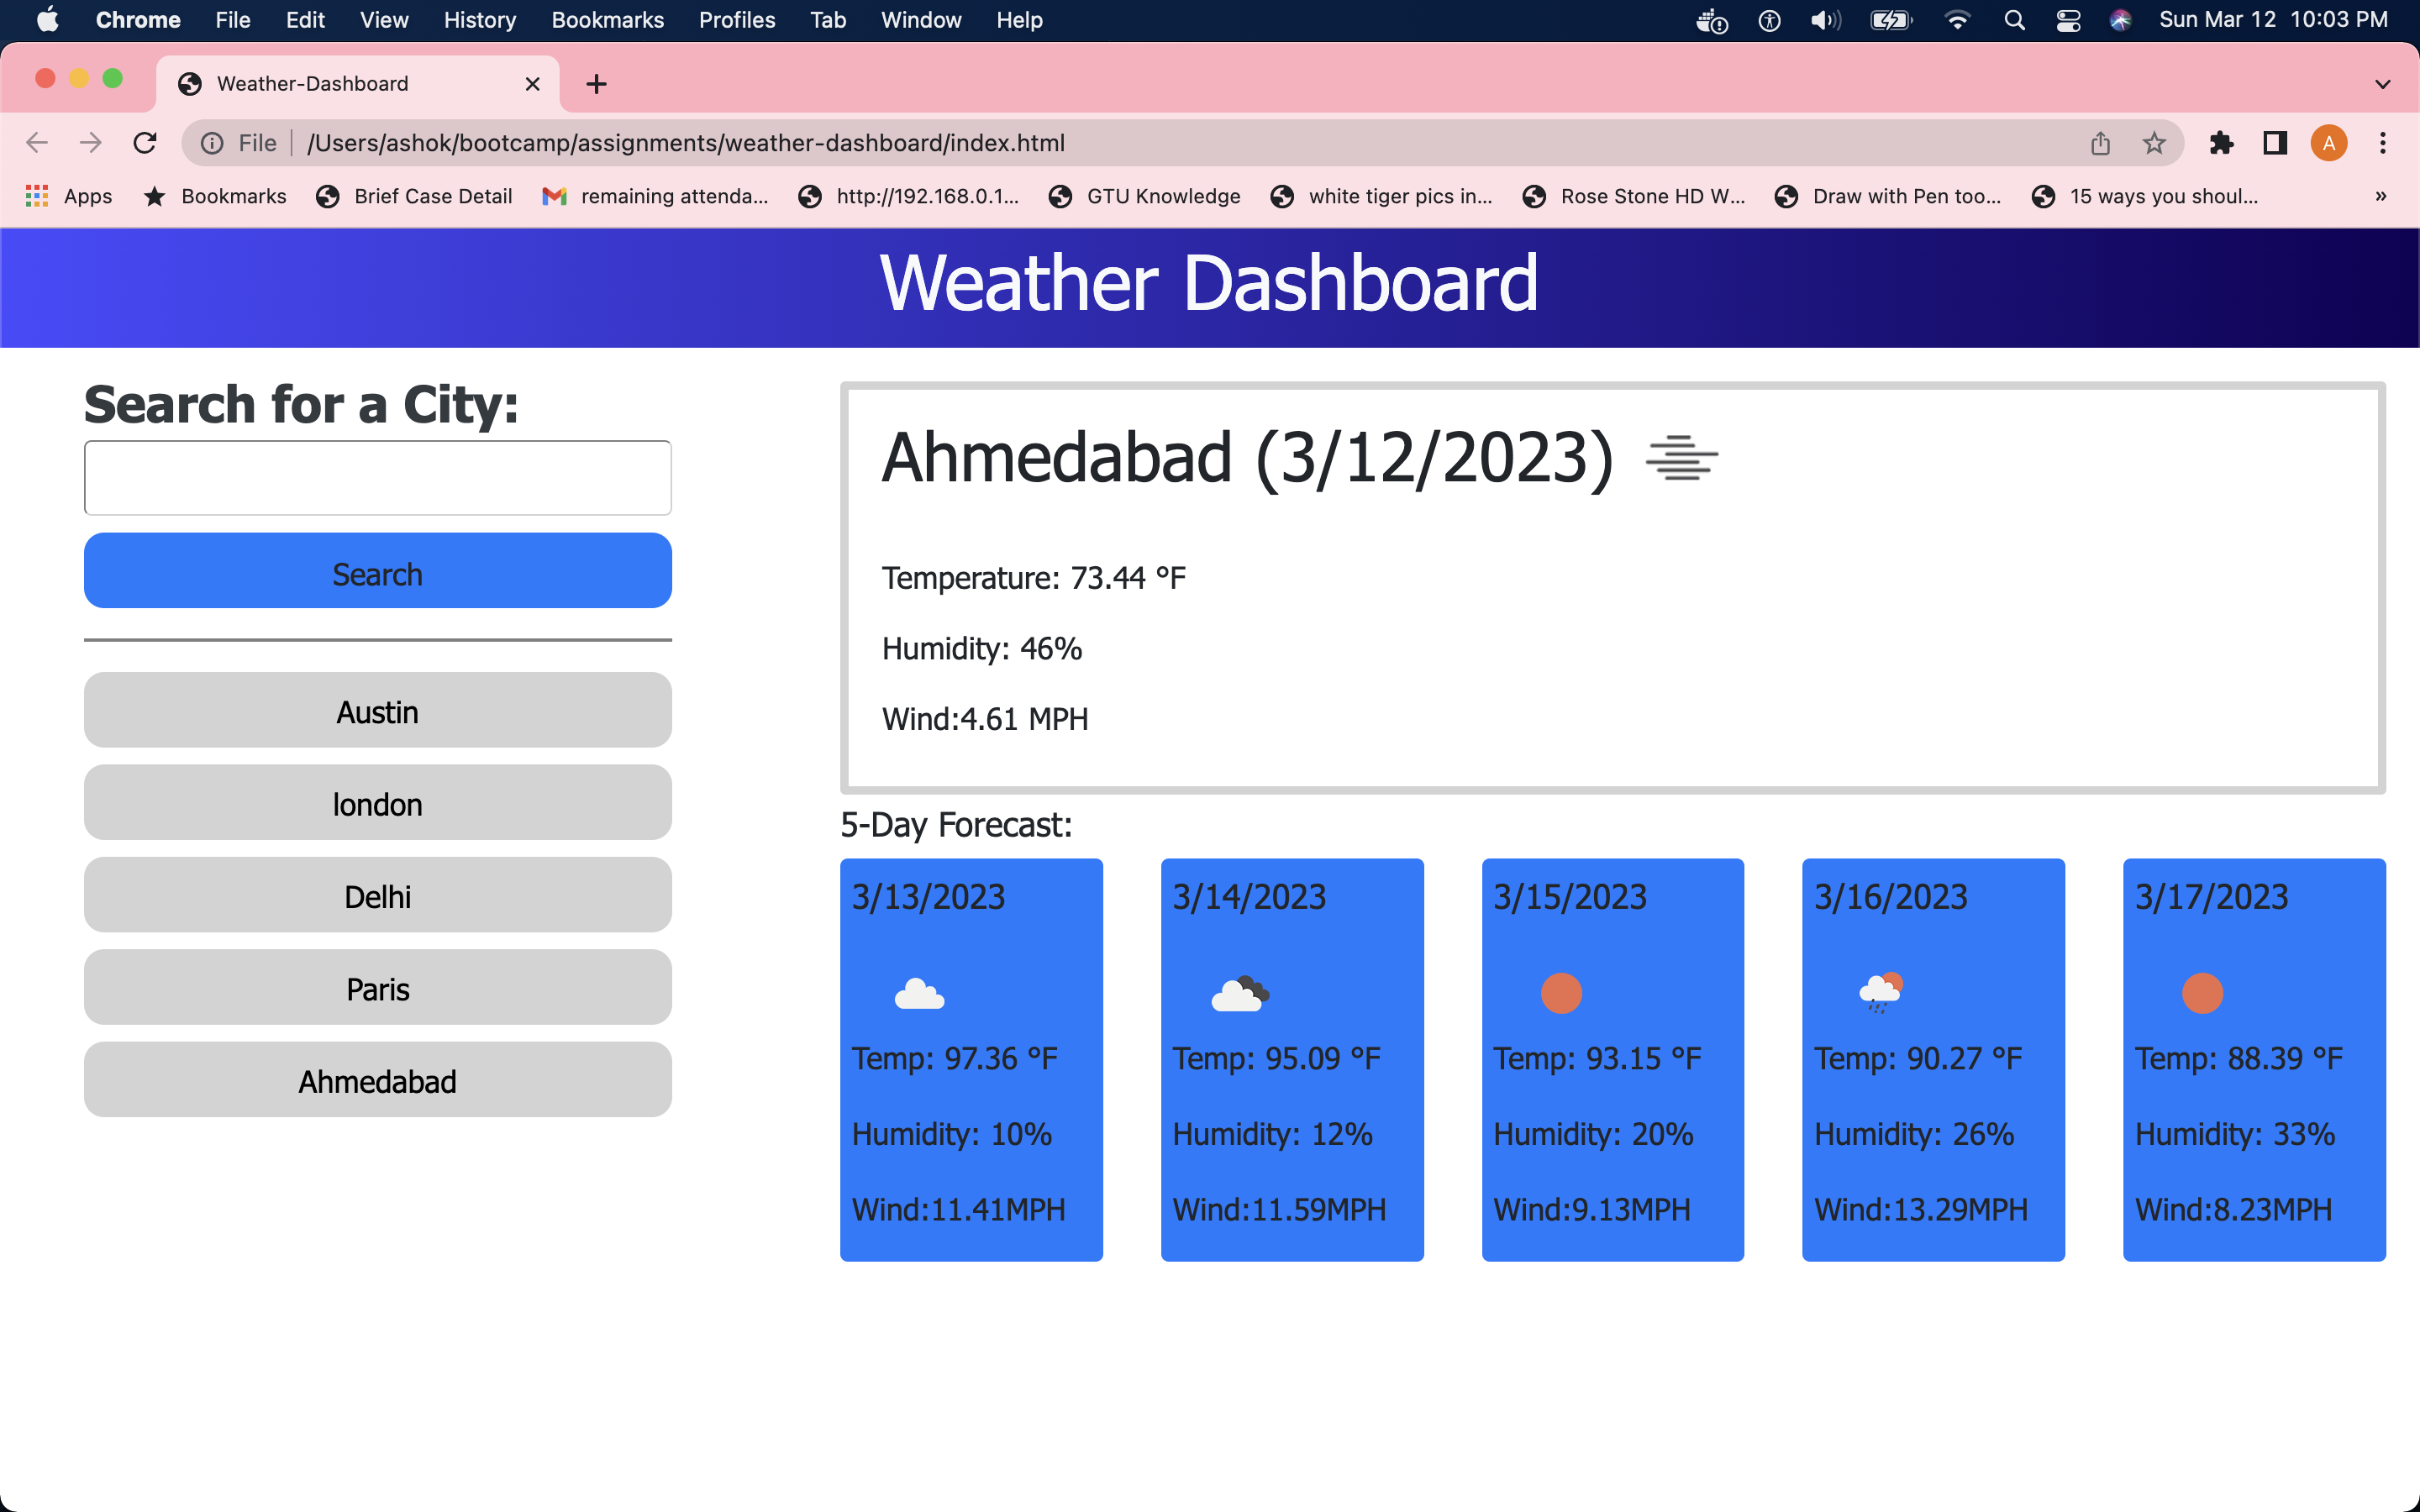 Chrome File Edit View History Bookmarks Profiles Tab Window Help Sun Mar 12 10:03 PM
Weather-Dashboard
File /Users/ashok/bootcamp/assignments/weather-dashboard/index.html A
Apps Bookmarks Brief Case Detail remaining attenda... http://192.168.0.1... GTU Knowledge white tiger pics in... Rose Stone HD W... Draw with Pen too... 15 ways you shoul... »
Weather Dashboard
Search for a City:
Search
Austin
london
Delhi
Paris
Ahmedabad
Ahmedabad (3/12/2023)
Temperature: 73.44 °F
Humidity: 46%
Wind:4.61 MPH
5-Day Forecast:
3/13/2023
Temp: 97.36 °F
Humidity: 10%
Wind:11.41MPH
3/14/2023
Temp: 95.09 °F
Humidity: 12%
Wind:11.59MPH
3/15/2023
Temp: 93.15 °F
Humidity: 20%
Wind:9.13MPH
3/16/2023
Temp: 90.27 °F
Humidity: 26%
Wind:13.29MPH
3/17/2023
Temp: 88.39 °F
Humidity: 33%
Wind:8.23MPH